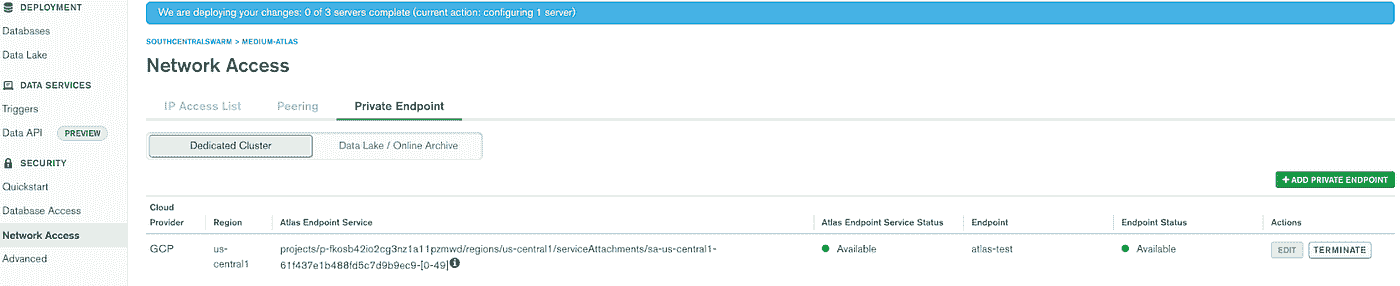 DEPLOYMENT
Databases
Data Lake
DATA SERVICES
Triggers
Data API PREVIEW
SECURITY
Quickstart
Database Access
Network Access
Advanced
We are deploying your changes: 0 of 3 servers complete (current action: configuring 1 server)
SOUTHCENTRALSWARM > MEDIUM-ATLAS
Network Access
IP Access List Peering Private Endpoint
Dedicated Cluster Data Lake / Online Archive
+ ADD PRIVATE ENDPOINT
Cloud
Provider Region Atlas Endpoint Service Atlas Endpoint Service Status Endpoint Endpoint Status Actions
GCP us- projects/p-fkosb42io2cg3nz1a11pzmwd/regions/us-central1/serviceAttachments/sa-us-central1- Available atlas-test Available EDIT TERMINATE
central1 61f437e1b488fd5c7d9b9ec9-[0-49]